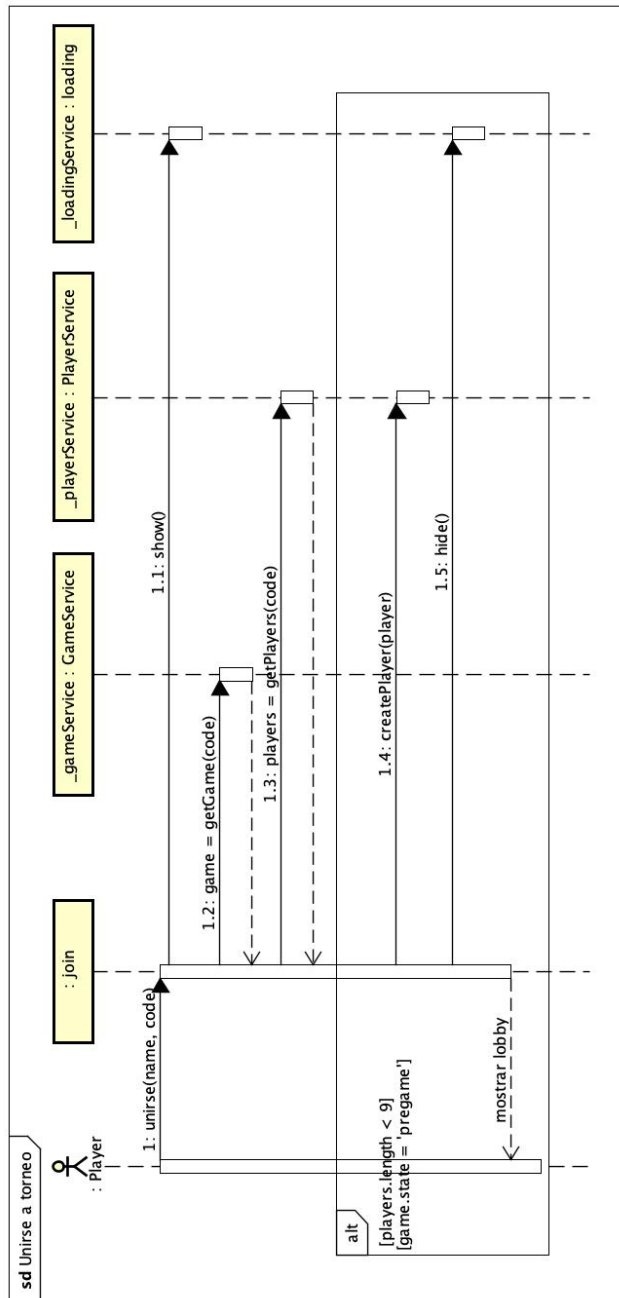 sd Unirse a torneo
: Player
: join
_gameService : GameService
_playerService : PlayerService
_loadingService : loading
1: unirse(name, code)
1.1: show()
1.2: game = getGame(code)
1.3: players = getPlayers(code)
alt
[players.length < 9]
[game.state = 'pregame']
1.4: createPlayer(player)
1.5: hide()
mostrar lobby